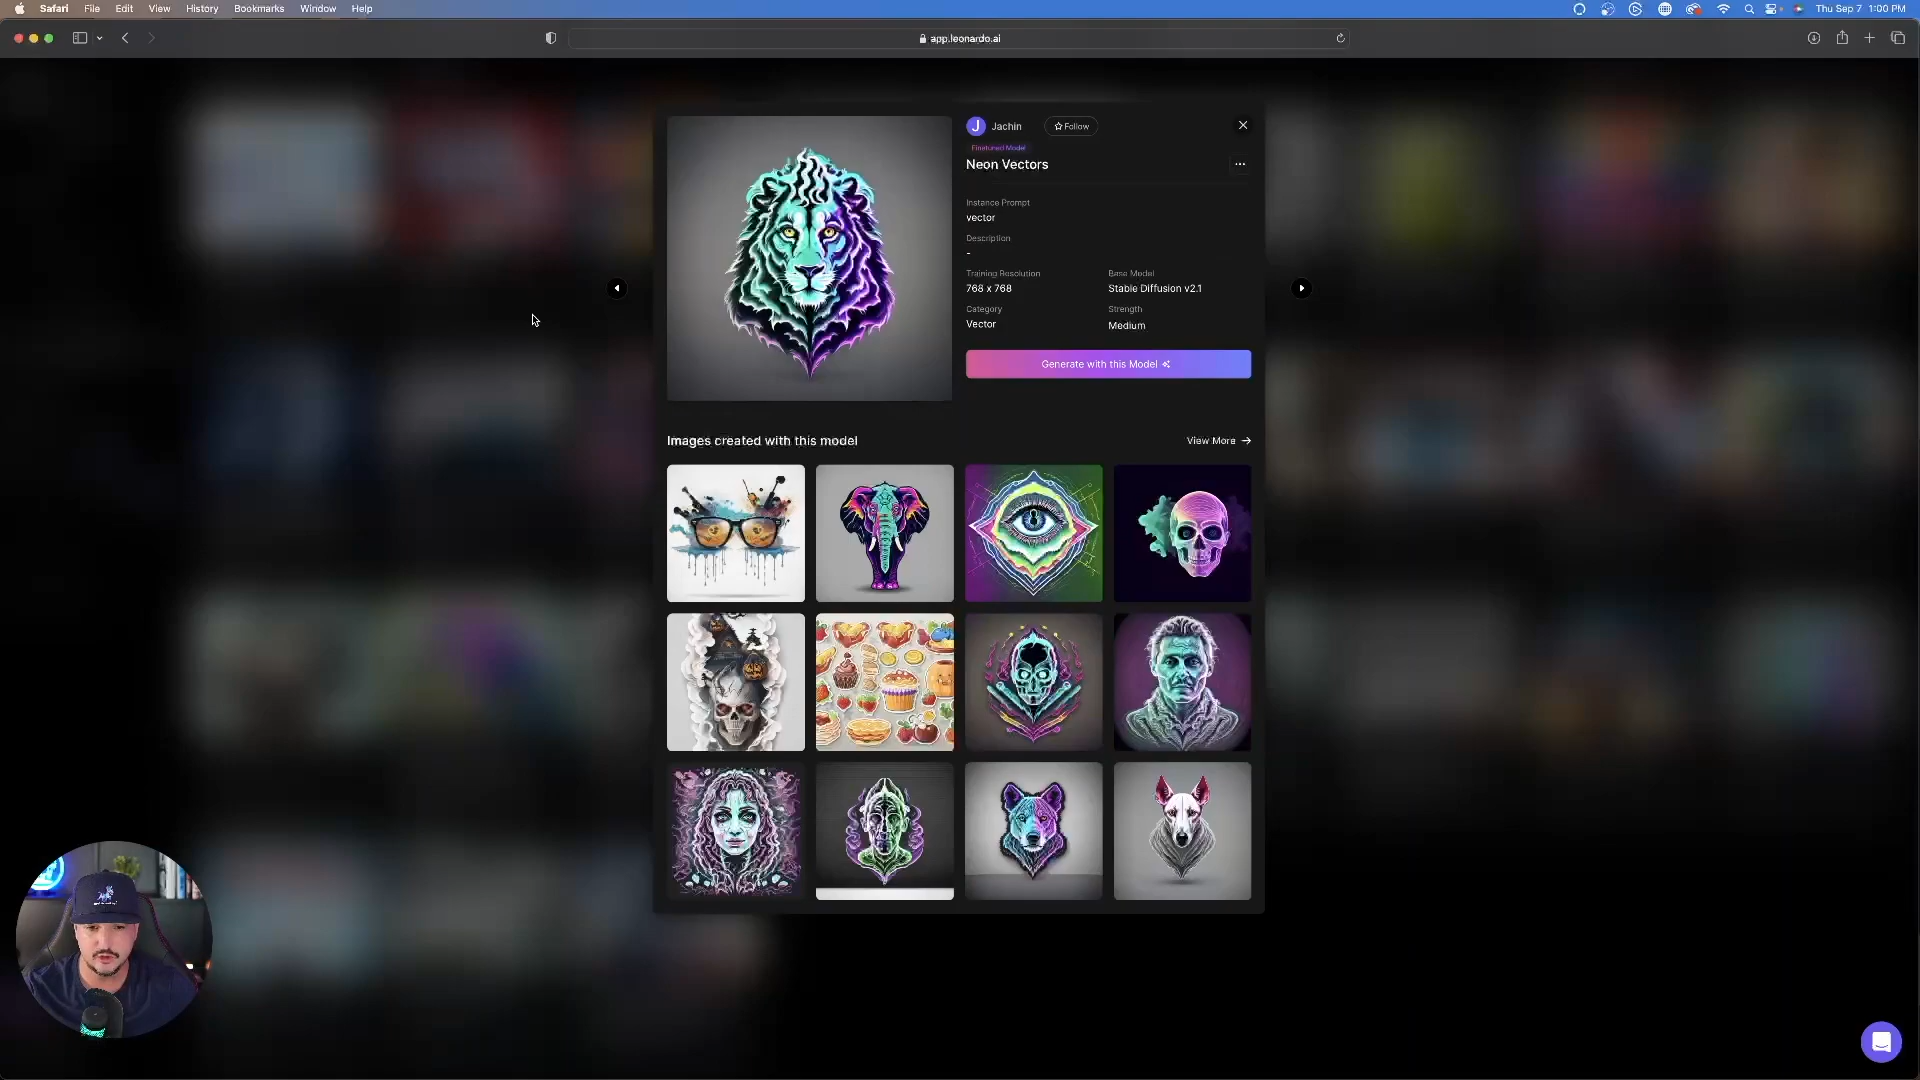 Safari File Edit View History Bookmarks Window Help
Thu Sep 7 1:00 PM
app.leonardo.ai
J Jachin
Follow
Finetuned Model
Neon Vectors
Instance Prompt
vector
Description
-
Training Resolution Base Model
768 x 768 Stable Diffusion v2.1
Category Strength
Vector Medium
Generate with this Model
Images created with this model
View More